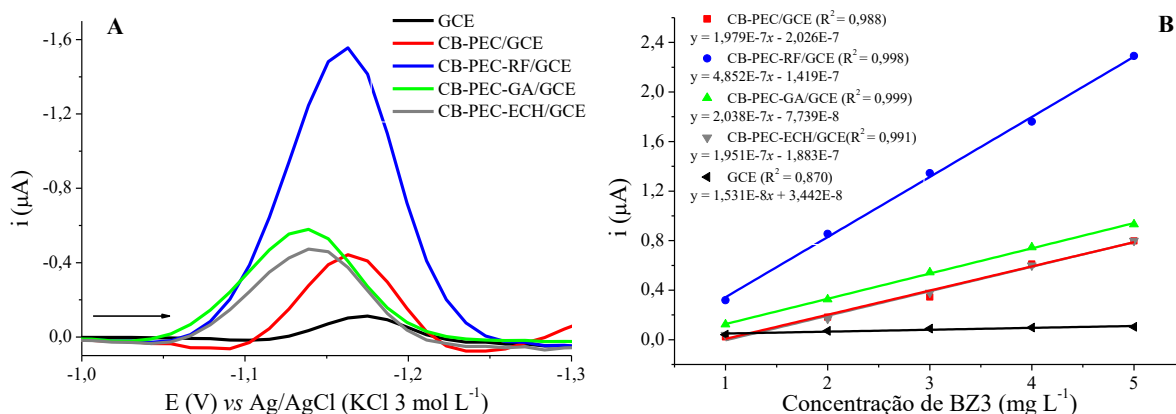 A
GCE
CB-PEC/GCE
CB-PEC-RF/GCE
CB-PEC-GA/GCE
CB-PEC-ECH/GCE
-1,6
-1,2
-0,8
-0,4
0,0
i (µA)
-1,0
-1,1
-1,2
-1,3
E (V) vs Ag/AgCl (KCl 3 mol L⁻¹)
B
CB-PEC/GCE (R² = 0,988)
y = 1,979E-7x - 2,026E-7
CB-PEC-RF/GCE (R² = 0,998)
y = 4,852E-7x - 1,419E-7
CB-PEC-GA/GCE (R² = 0,999)
y = 2,038E-7x - 7,739E-8
CB-PEC-ECH/GCE(R² = 0,991)
y = 1,951E-7x - 1,883E-7
GCE (R² = 0,870)
y = 1,531E-8x + 3,442E-8
2,4
1,8
1,2
0,6
0,0
i (µA)
1
2
3
4
5
Concentração de BZ3 (mg L⁻¹)